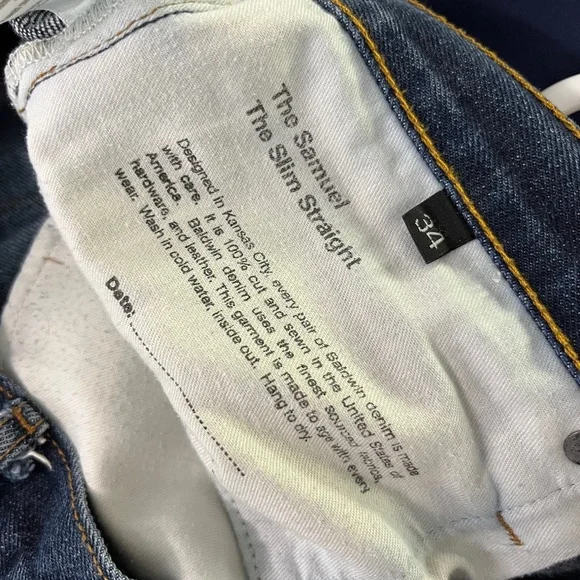 The Samuel
The Slim Straight
34
Designed in Kansas City, every pair of Baldwin denim is made
with care. It is 100% cut and sewn in the United States of
America. Baldwin denim uses the finest sourced fabrics,
hardware, and leather. This garment is made to age with every
wear. Wash in cold water, inside out. Hang to dry.
Date: